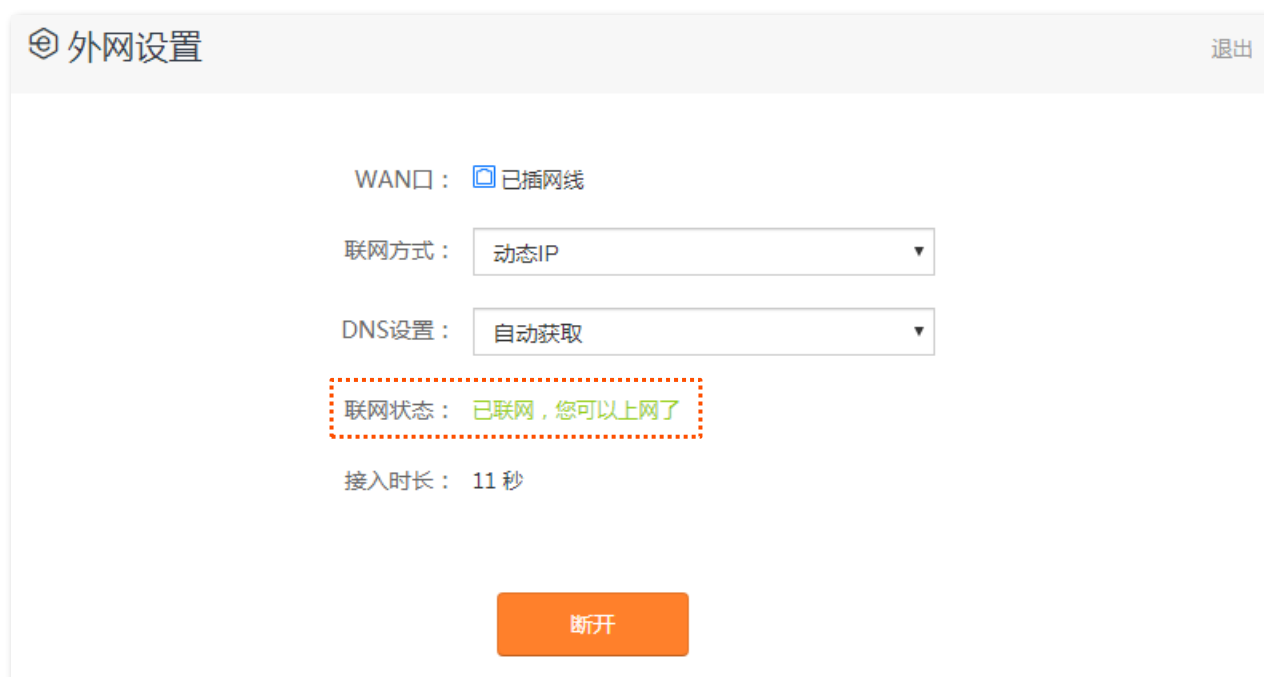 外网设置
退出
WAN口： 已插网线
联网方式： 动态IP
DNS设置： 自动获取
联网状态： 已联网，您可以上网了
接入时长： 11 秒
断开